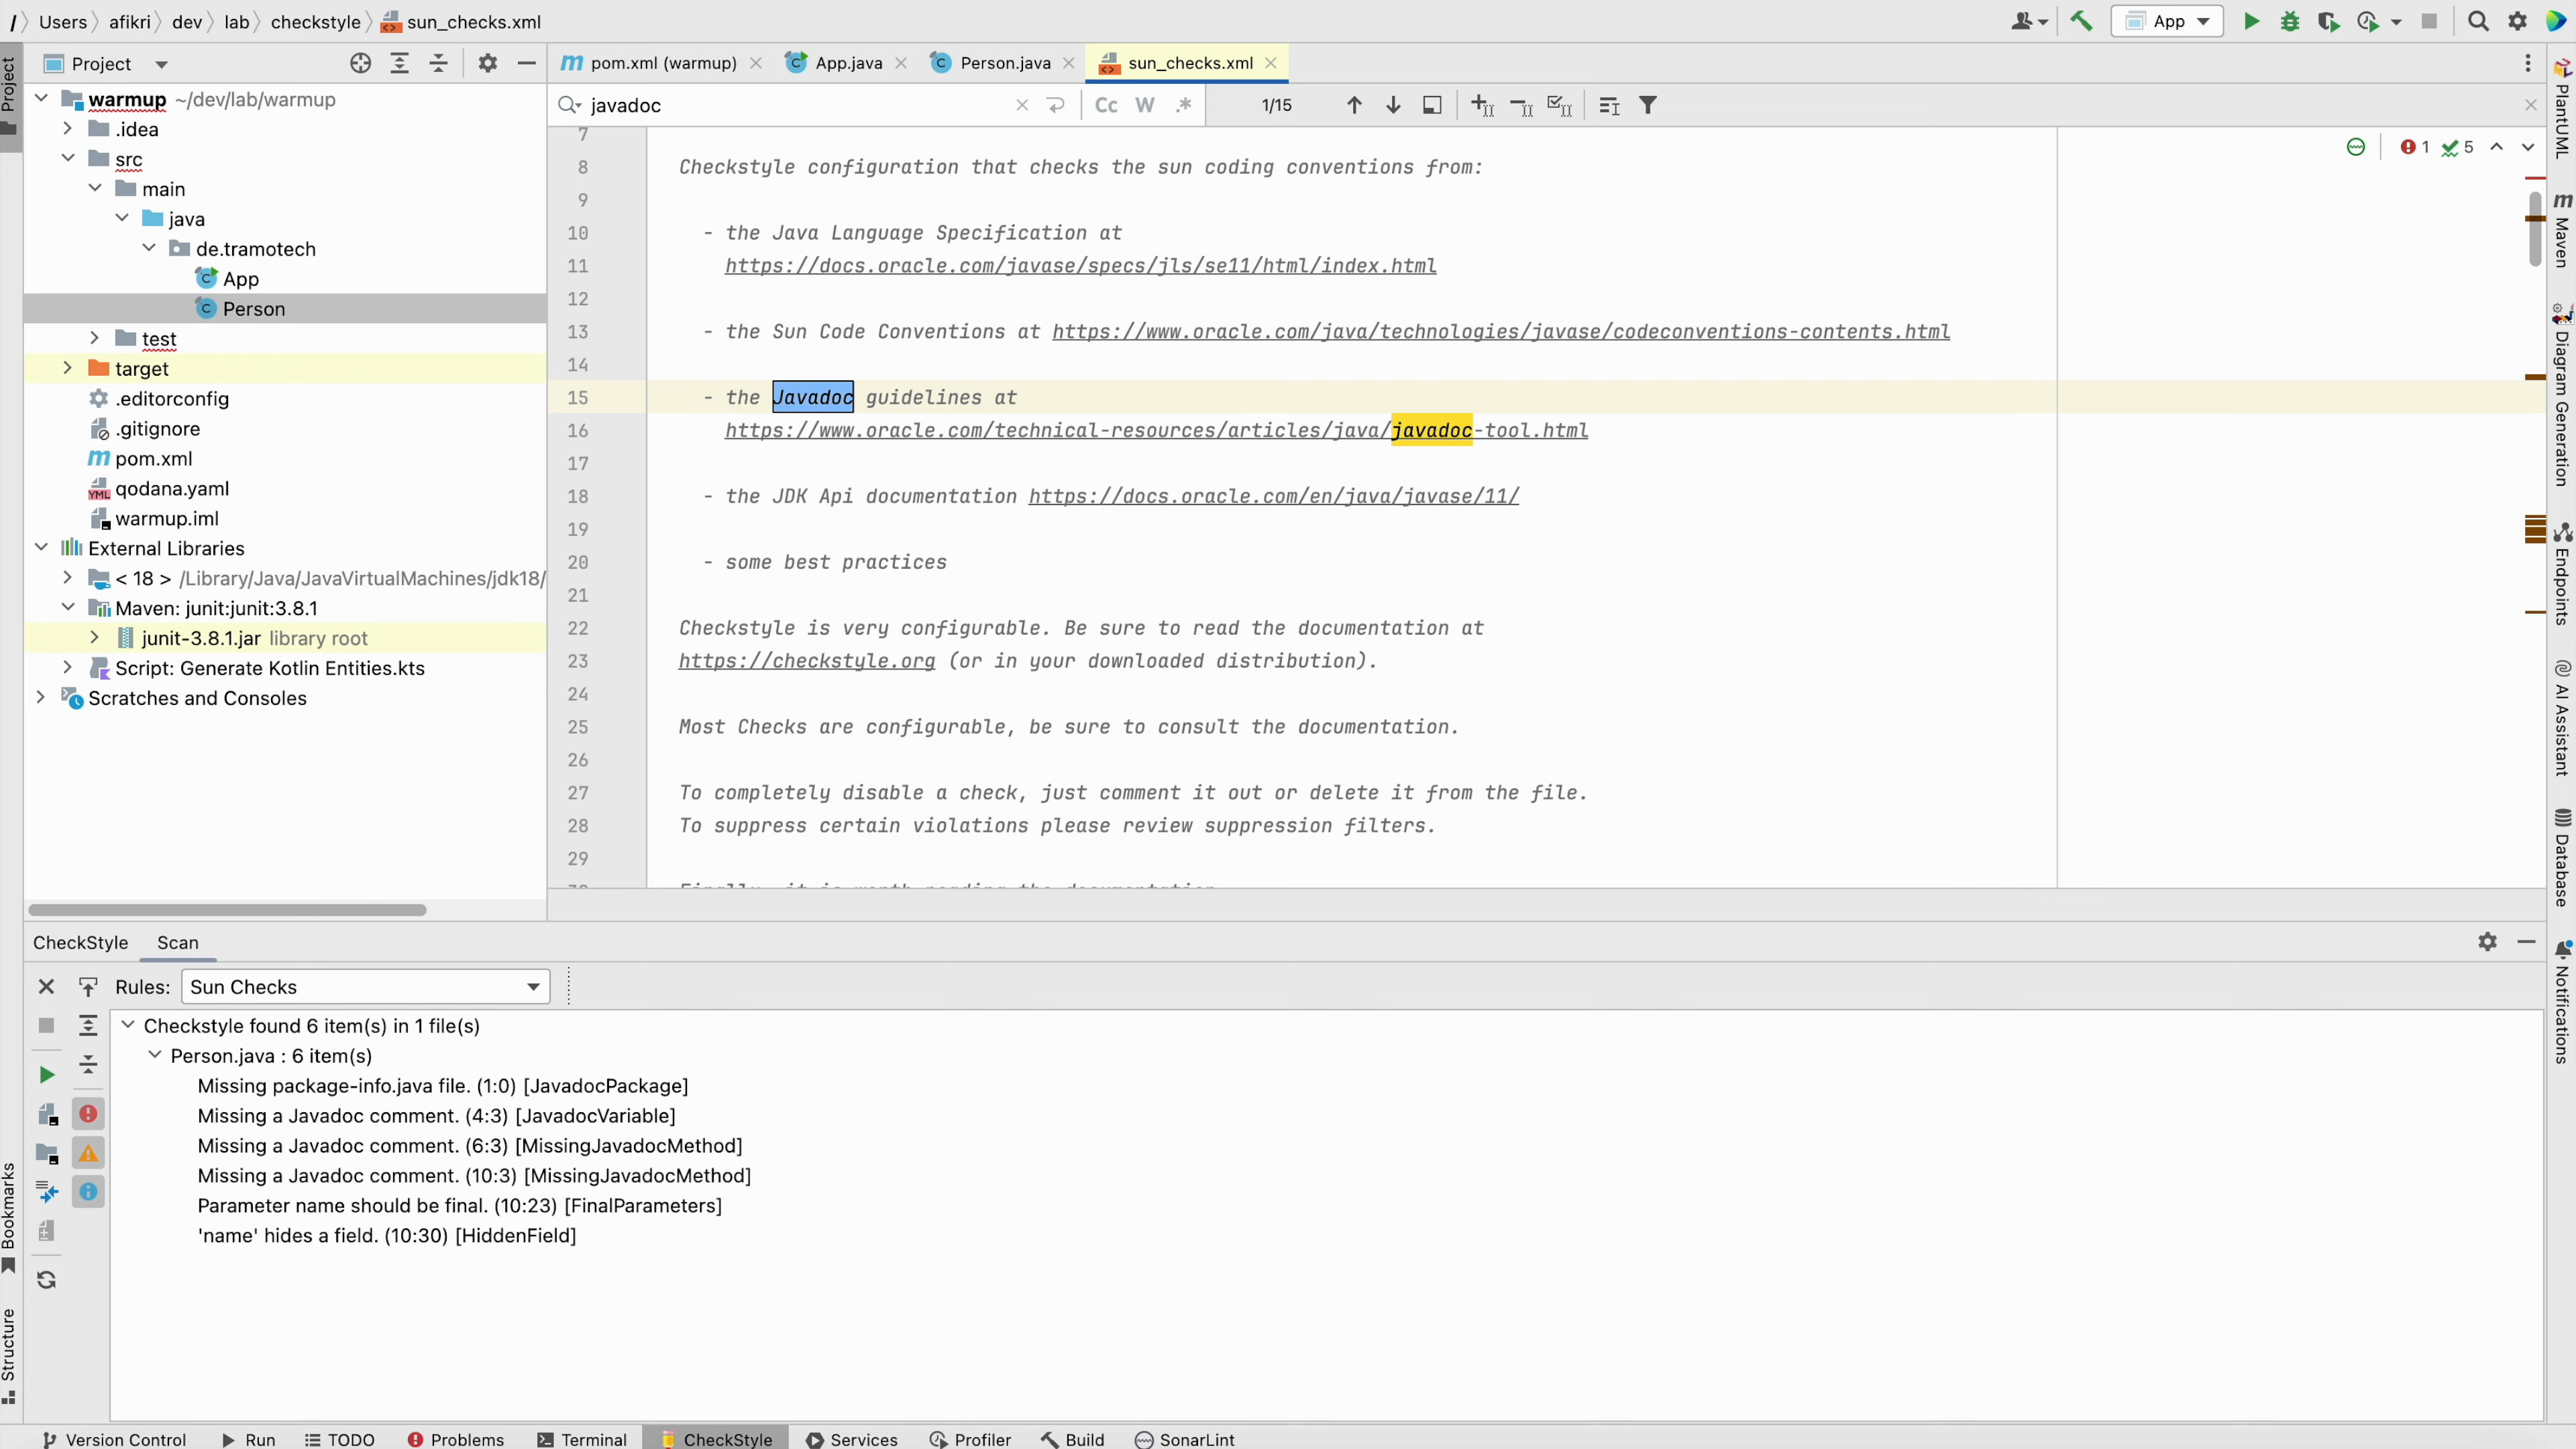 / Users afikri dev lab checkstyle sun_checks.xml
App
Project
pom.xml (warmup) App.java Person.java sun_checks.xml
javadoc
Cc W .* 1/15
Project
warmup ~/dev/lab/warmup
.idea
src
main
java
de.tramotech
App
Person
test
target
.editorconfig
.gitignore
pom.xml
qodana.yaml
warmup.iml
External Libraries
< 18 > /Library/Java/JavaVirtualMachines/jdk18/
Maven: junit:junit:3.8.1
junit-3.8.1.jar library root
Script: Generate Kotlin Entities.kts
Scratches and Consoles
1 5
7
8 Checkstyle configuration that checks the sun coding conventions from:
9
10 - the Java Language Specification at
11 https://docs.oracle.com/javase/specs/jls/se11/html/index.html
12
13 - the Sun Code Conventions at https://www.oracle.com/java/technologies/javase/codeconventions-contents.html
14
15 - the Javadoc guidelines at
16 https://www.oracle.com/technical-resources/articles/java/javadoc-tool.html
17
18 - the JDK Api documentation https://docs.oracle.com/en/java/javase/11/
19
20 - some best practices
21
22 Checkstyle is very configurable. Be sure to read the documentation at
23 https://checkstyle.org (or in your downloaded distribution).
24
25 Most Checks are configurable, be sure to consult the documentation.
26
27 To completely disable a check, just comment it out or delete it from the file.
28 To suppress certain violations please review suppression filters.
29
PlantUML
Maven
Diagram Generation
Endpoints
AI Assistant
Database
Notifications
CheckStyle Scan
Rules: Sun Checks
Checkstyle found 6 item(s) in 1 file(s)
Person.java : 6 item(s)
Missing package-info.java file. (1:0) [JavadocPackage]
Missing a Javadoc comment. (4:3) [JavadocVariable]
Missing a Javadoc comment. (6:3) [MissingJavadocMethod]
Missing a Javadoc comment. (10:3) [MissingJavadocMethod]
Parameter name should be final. (10:23) [FinalParameters]
'name' hides a field. (10:30) [HiddenField]
Bookmarks
Structure
Version Control Run TODO Problems Terminal CheckStyle Services Profiler Build SonarLint